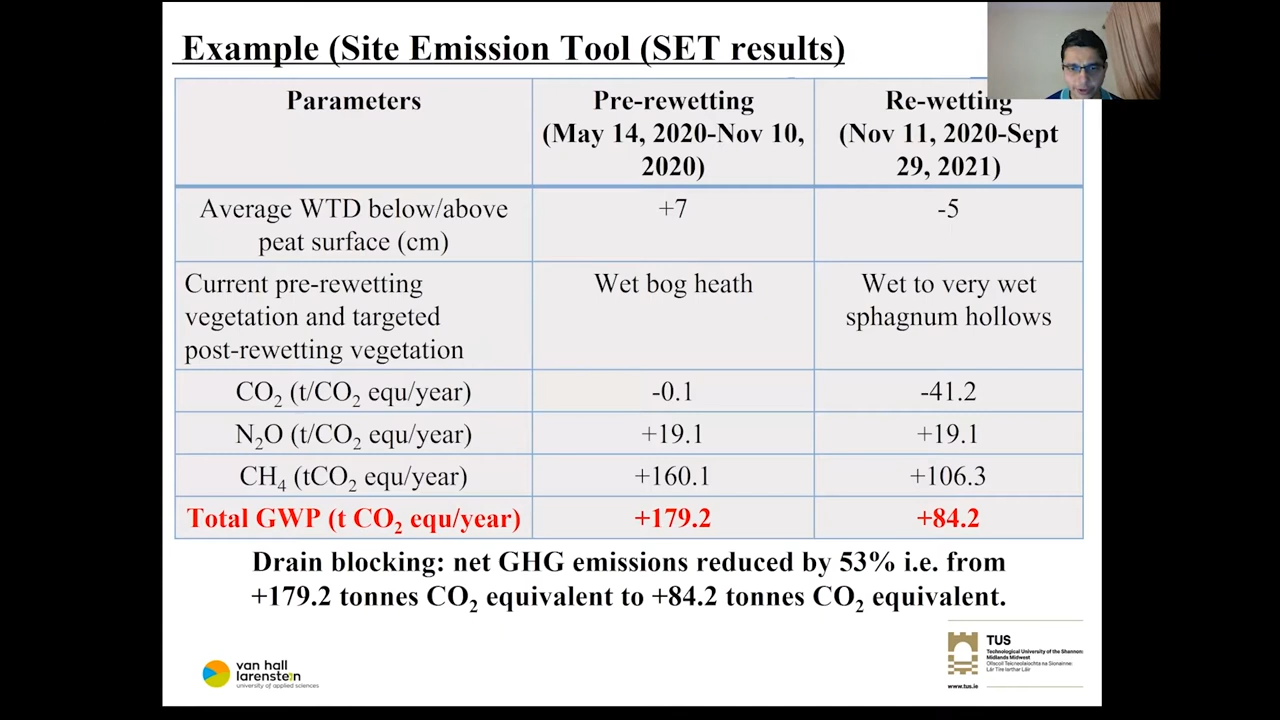 Example (Site Emission Tool (SET results)
Parameters
Pre-rewetting
(May 14, 2020-Nov 10,
2020)
Re-wetting
(Nov 11, 2020-Sept
29, 2021)
Average WTD below/above
peat surface (cm)
+7
-5
Current pre-rewetting
vegetation and targeted
post-rewetting vegetation
Wet bog heath
Wet to very wet
sphagnum hollows
CO₂ (t/CO₂ equ/year)
-0.1
-41.2
N₂O (t/CO₂ equ/year)
+19.1
+19.1
CH₄ (tCO₂ equ/year)
+160.1
+106.3
Total GWP (t CO₂ equ/year)
+179.2
+84.2
Drain blocking: net GHG emissions reduced by 53% i.e. from
+179.2 tonnes CO₂ equivalent to +84.2 tonnes CO₂ equivalent.
van hall
larenstein
university of applied sciences
TUS
Technological University of the Shannon:
Midlands Midwest
Ollscoil Teicneolaíochta na Sionainne:
Lár Tíre Iarthar Láir
www.tus.ie